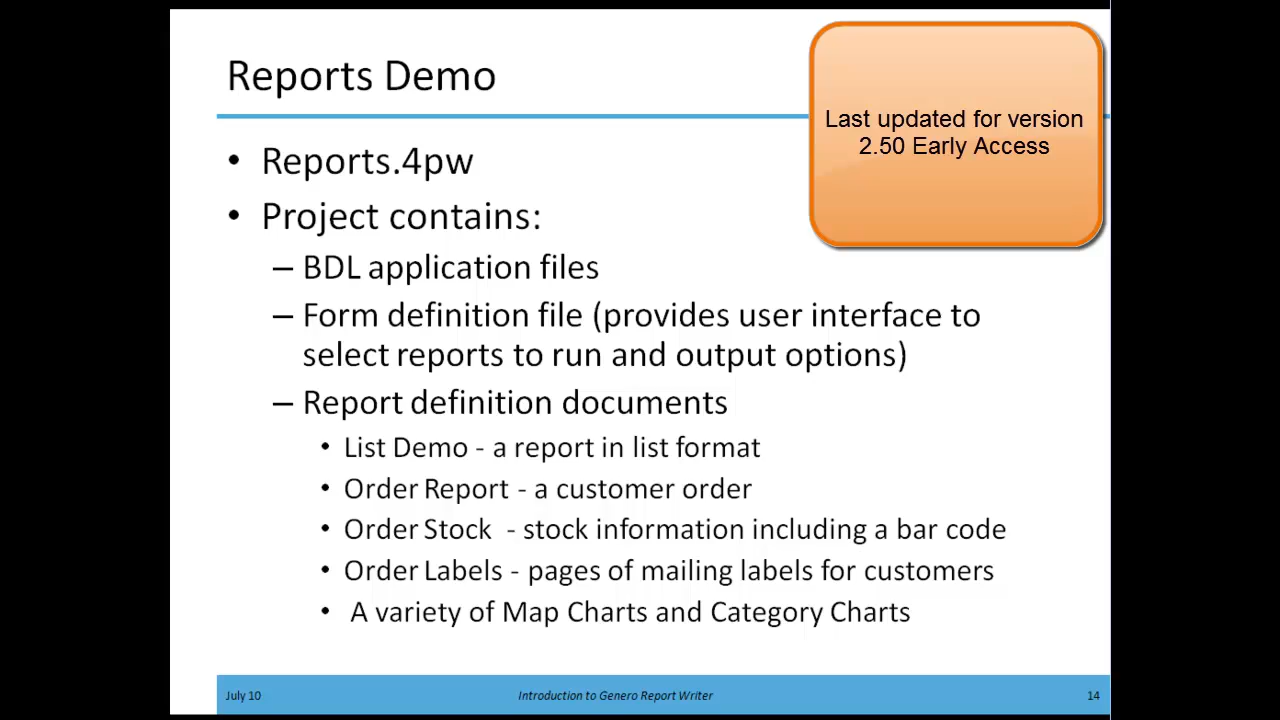 Reports Demo
Last updated for version
2.50 Early Access
• Reports.4pw
• Project contains:
– BDL application files
– Form definition file (provides user interface to
select reports to run and output options)
– Report definition documents
• List Demo - a report in list format
• Order Report - a customer order
• Order Stock - stock information including a bar code
• Order Labels - pages of mailing labels for customers
• A variety of Map Charts and Category Charts
July 10
Introduction to Genero Report Writer
14